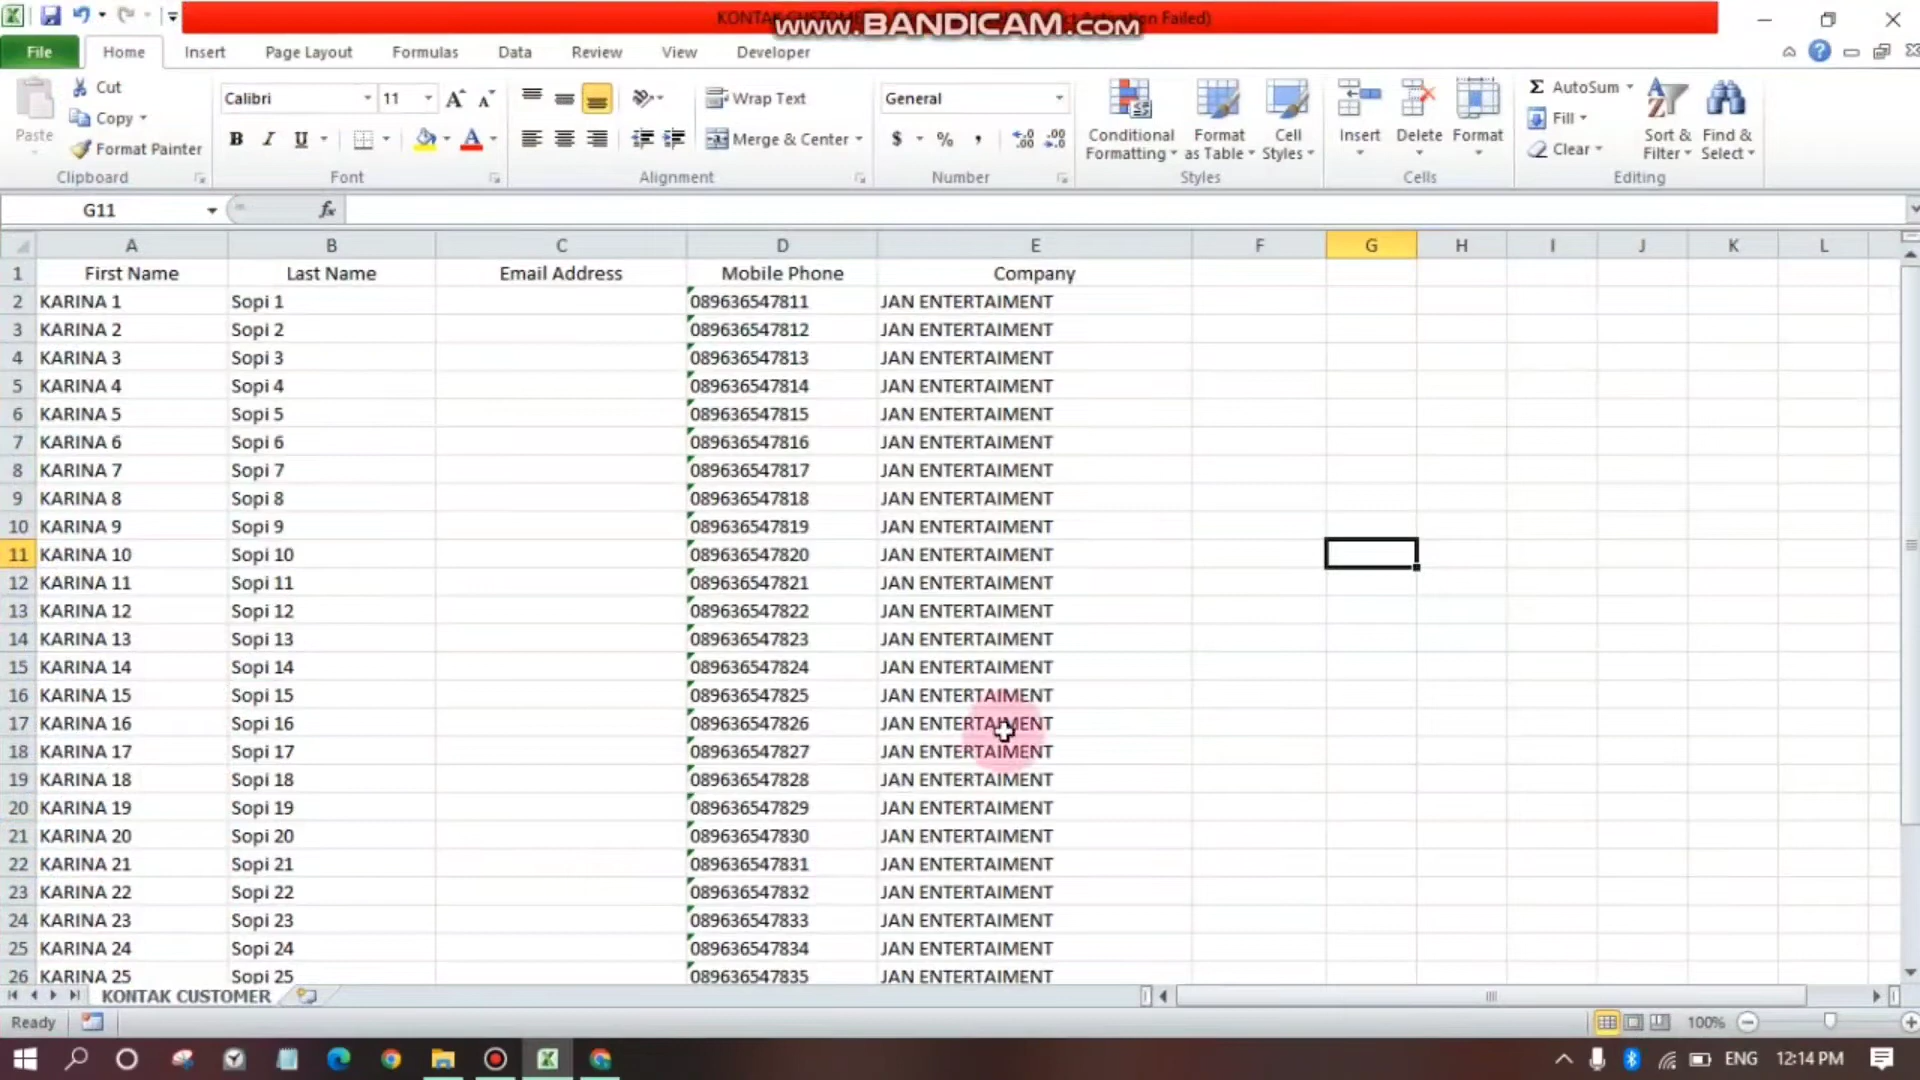 KONTAK CUSTOMER
www.BANDICAM.com
Activation Failed)
File Home Insert Page Layout Formulas Data Review View Developer
Cut
Copy
Format Painter
Paste
Clipboard
Calibri 11
B I U
Font
Wrap Text
Merge & Center
Alignment
General
$ % ,
Number
Conditional Formatting
Format as Table
Cell Styles
Styles
Insert
Delete
Format
Cells
Σ AutoSum
Fill
Clear
Sort & Filter
Find & Select
Editing
G11 fx
A B C D E F G H I J K L
1 First Name Last Name Email Address Mobile Phone Company
2 KARINA 1 Sopi 1 089636547811 JAN ENTERTAIMENT
3 KARINA 2 Sopi 2 089636547812 JAN ENTERTAIMENT
4 KARINA 3 Sopi 3 089636547813 JAN ENTERTAIMENT
5 KARINA 4 Sopi 4 089636547814 JAN ENTERTAIMENT
6 KARINA 5 Sopi 5 089636547815 JAN ENTERTAIMENT
7 KARINA 6 Sopi 6 089636547816 JAN ENTERTAIMENT
8 KARINA 7 Sopi 7 089636547817 JAN ENTERTAIMENT
9 KARINA 8 Sopi 8 089636547818 JAN ENTERTAIMENT
10 KARINA 9 Sopi 9 089636547819 JAN ENTERTAIMENT
11 KARINA 10 Sopi 10 089636547820 JAN ENTERTAIMENT
12 KARINA 11 Sopi 11 089636547821 JAN ENTERTAIMENT
13 KARINA 12 Sopi 12 089636547822 JAN ENTERTAIMENT
14 KARINA 13 Sopi 13 089636547823 JAN ENTERTAIMENT
15 KARINA 14 Sopi 14 089636547824 JAN ENTERTAIMENT
16 KARINA 15 Sopi 15 089636547825 JAN ENTERTAIMENT
17 KARINA 16 Sopi 16 089636547826 JAN ENTERTAIMENT
18 KARINA 17 Sopi 17 089636547827 JAN ENTERTAIMENT
19 KARINA 18 Sopi 18 089636547828 JAN ENTERTAIMENT
20 KARINA 19 Sopi 19 089636547829 JAN ENTERTAIMENT
21 KARINA 20 Sopi 20 089636547830 JAN ENTERTAIMENT
22 KARINA 21 Sopi 21 089636547831 JAN ENTERTAIMENT
23 KARINA 22 Sopi 22 089636547832 JAN ENTERTAIMENT
24 KARINA 23 Sopi 23 089636547833 JAN ENTERTAIMENT
25 KARINA 24 Sopi 24 089636547834 JAN ENTERTAIMENT
26 KARINA 25 Sopi 25 089636547835 JAN ENTERTAIMENT
KONTAK CUSTOMER
Ready 100%
ENG 12:14 PM